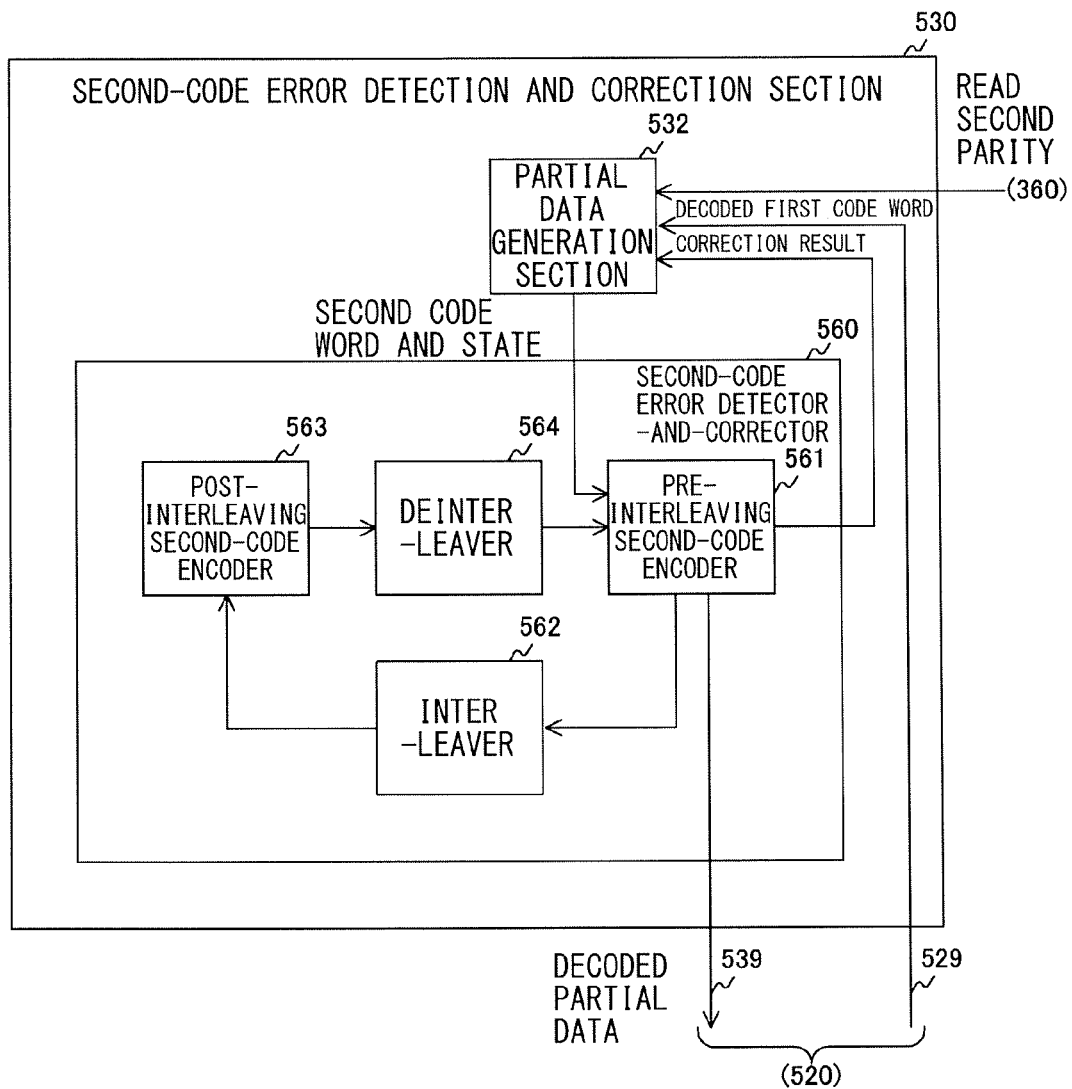 530
SECOND-CODE ERROR DETECTION AND CORRECTION SECTION
READ
SECOND
PARITY
(360)
532
PARTIAL
DATA
GENERATION
SECTION
DECODED FIRST CODE WORD
CORRECTION RESULT
SECOND CODE
WORD AND STATE
560
SECOND-CODE
ERROR DETECTOR
-AND-CORRECTOR
563
POST-
INTERLEAVING
SECOND-CODE
ENCODER
564
DEINTER
-LEAVER
561
PRE-
INTERLEAVING
SECOND-CODE
ENCODER
562
INTER
-LEAVER
DECODED
PARTIAL
DATA
539
529
(520)